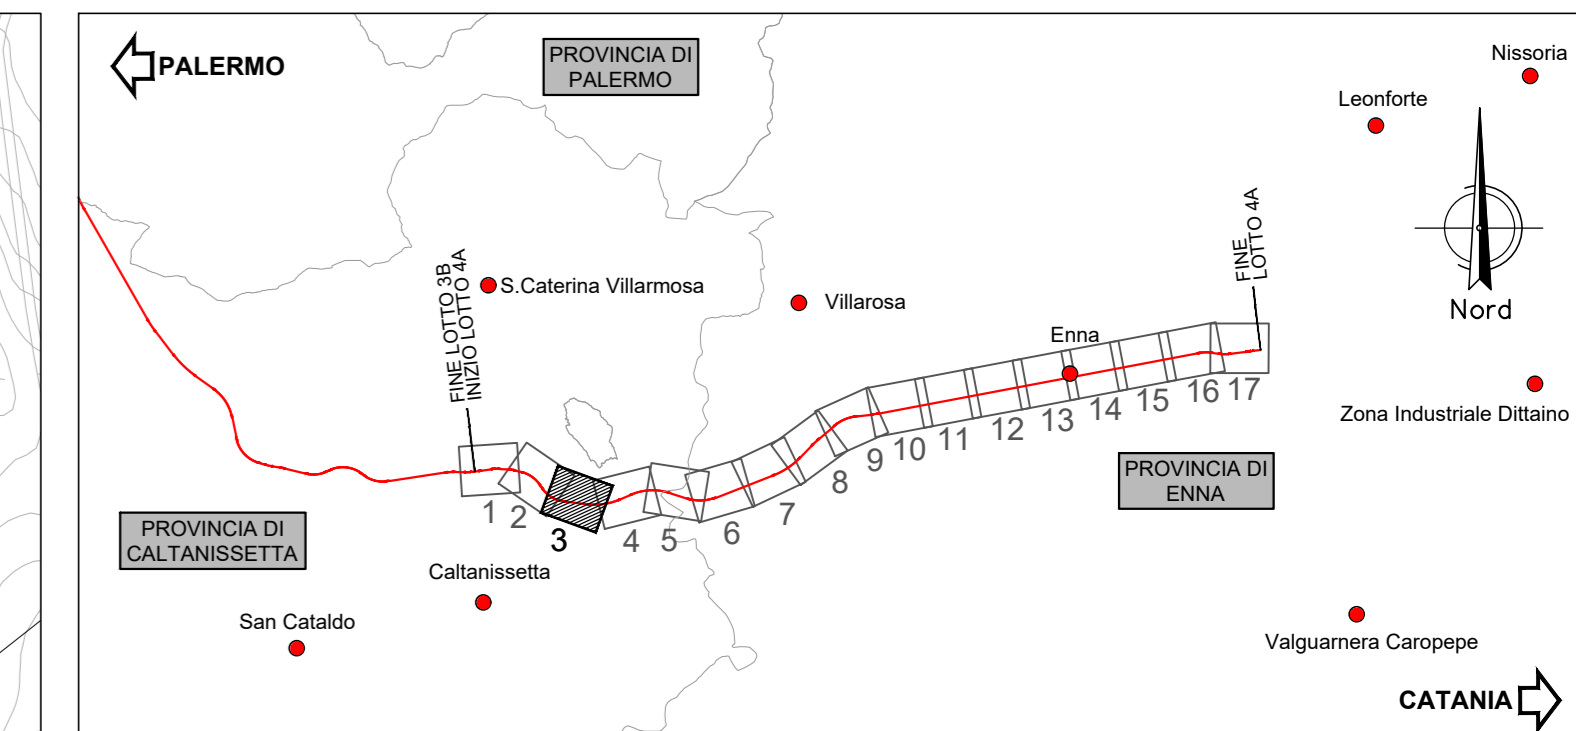 PALERMO
PROVINCIA DI
PALERMO
Nissoria
Leonforte
FINE LOTTO 3B
INIZIO LOTTO 4A
S.Caterina Villarmosa
Villarosa
FINE
LOTTO 4A
Nord
Enna
Zona Industriale Dittaino
1
2
3
4
5
6
7
8
9
10
11
12
13
14
15
16
17
PROVINCIA DI
ENNA
PROVINCIA DI
CALTANISSETTA
Caltanissetta
San Cataldo
Valguarnera Caropepe
CATANIA